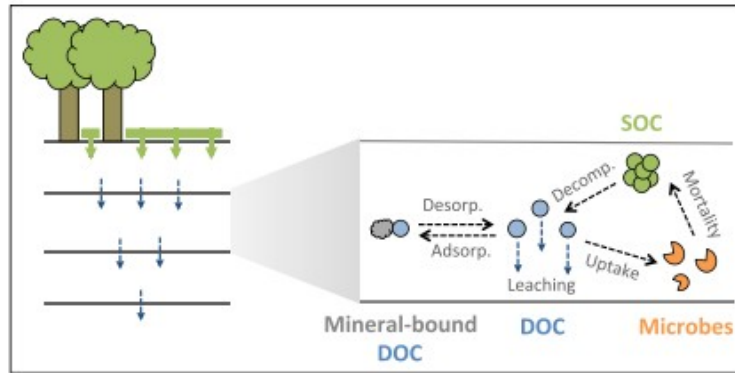 SOC
Decomp.
Mortality
Desorp.
Adsorp.
Uptake
Leaching
Mineral-bound
DOC
DOC
Microbes